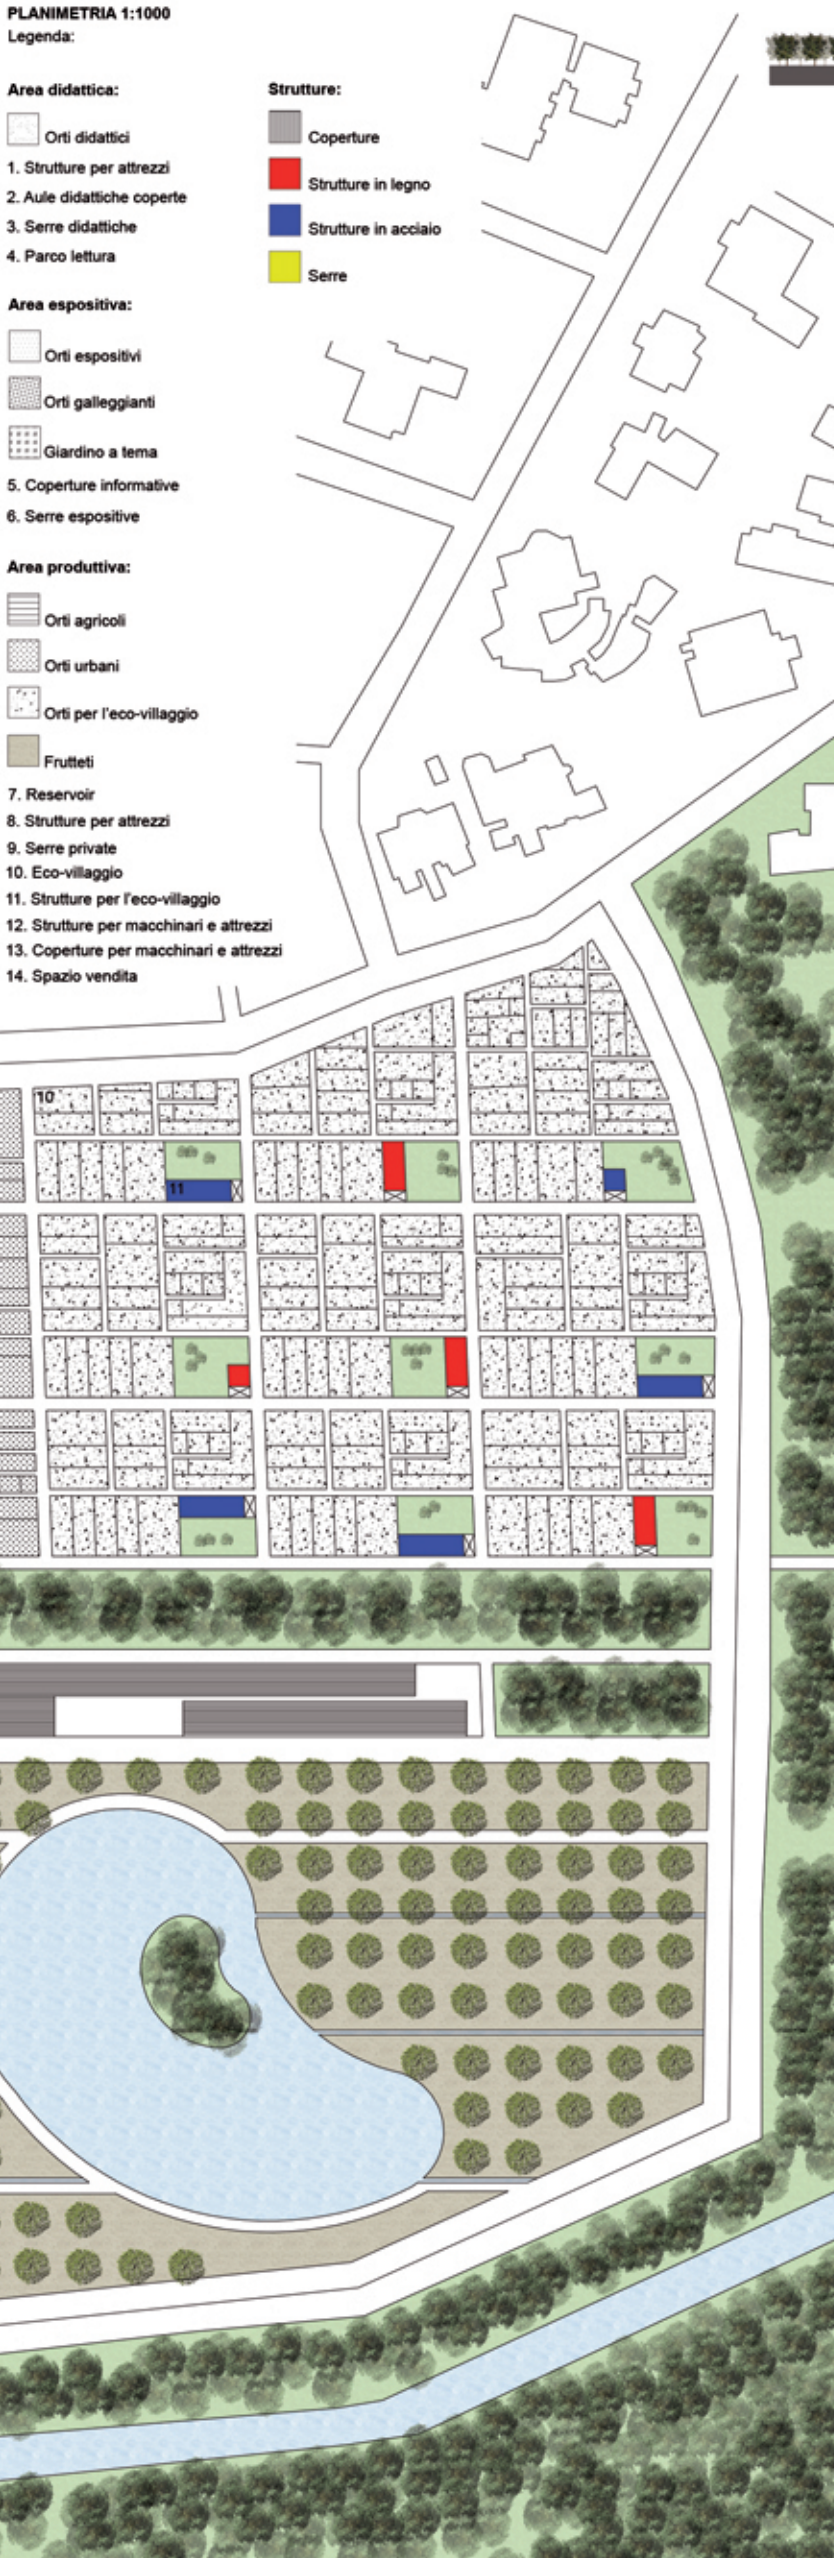 PLANIMETRIA 1:1000
Legenda:
Area didattica:
Orti didattici
1. Strutture per attrezzi
2. Aule didattiche coperte
3. Serre didattiche
4. Parco lettura
Strutture:
Coperture
Strutture in legno
Strutture in acciaio
Serre
Area espositiva:
Orti espositivi
Orti galleggianti
Giardino a tema
5. Coperture informative
6. Serre espositive
Area produttiva:
Orti agricoli
Orti urbani
Orti per l'eco-villaggio
Frutteti
7. Reservoir
8. Strutture per attrezzi
9. Serre private
10. Eco-villaggio
11. Strutture per l'eco-villaggio
12. Strutture per macchinari e attrezzi
13. Coperture per macchinari e attrezzi
14. Spazio vendita
10
11